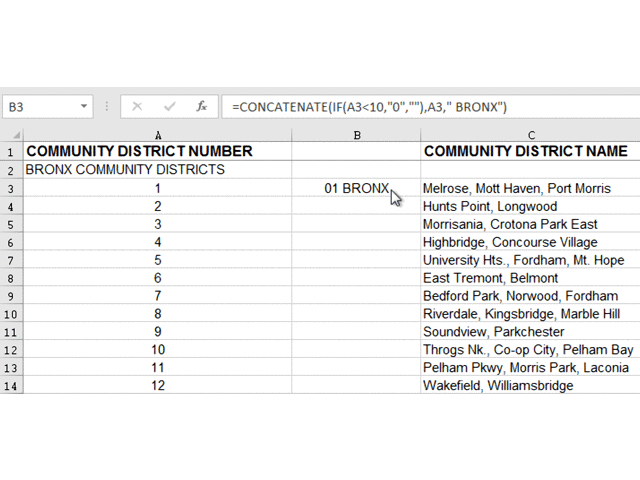 B3 fx =CONCATENATE(IF(A3<10,"0",""),A3," BRONX")
A B C
1 COMMUNITY DISTRICT NUMBER COMMUNITY DISTRICT NAME
2 BRONX COMMUNITY DISTRICTS
3 1 01 BRONX Melrose, Mott Haven, Port Morris
4 2 Hunts Point, Longwood
5 3 Morrisania, Crotona Park East
6 4 Highbridge, Concourse Village
7 5 University Hts., Fordham, Mt. Hope
8 6 East Tremont, Belmont
9 7 Bedford Park, Norwood, Fordham
10 8 Riverdale, Kingsbridge, Marble Hill
11 9 Soundview, Parkchester
12 10 Throgs Nk., Co-op City, Pelham Bay
13 11 Pelham Pkwy, Morris Park, Laconia
14 12 Wakefield, Williamsbridge